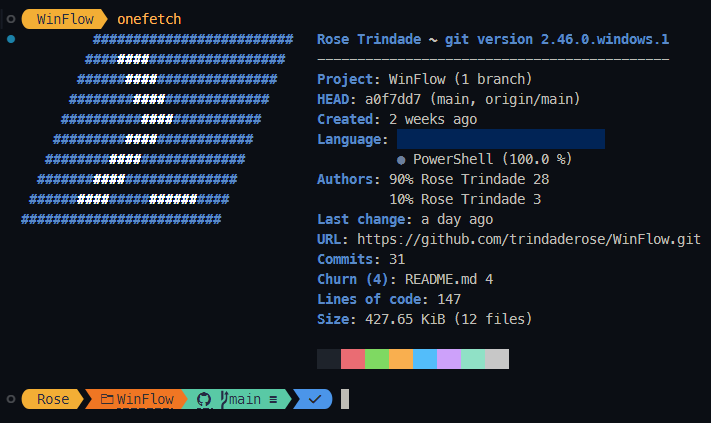 WinFlow onefetch
######################### Rose Trindade ~ git version 2.46.0.windows.1
######################### --------------------------------------------
######################### Project: WinFlow (1 branch)
######################### HEAD: a0f7dd7 (main, origin/main)
######################### Created: 2 weeks ago
######################### Language:
######################### ● PowerShell (100.0 %)
######################### Authors: 90% Rose Trindade 28
######################### 10% Rose Trindade 3
######################### Last change: a day ago
URL: https://github.com/trindaderose/WinFlow.git
Commits: 31
Churn (4): README.md 4
Lines of code: 147
Size: 427.65 KiB (12 files)
Rose WinFlow main ≡ ✓